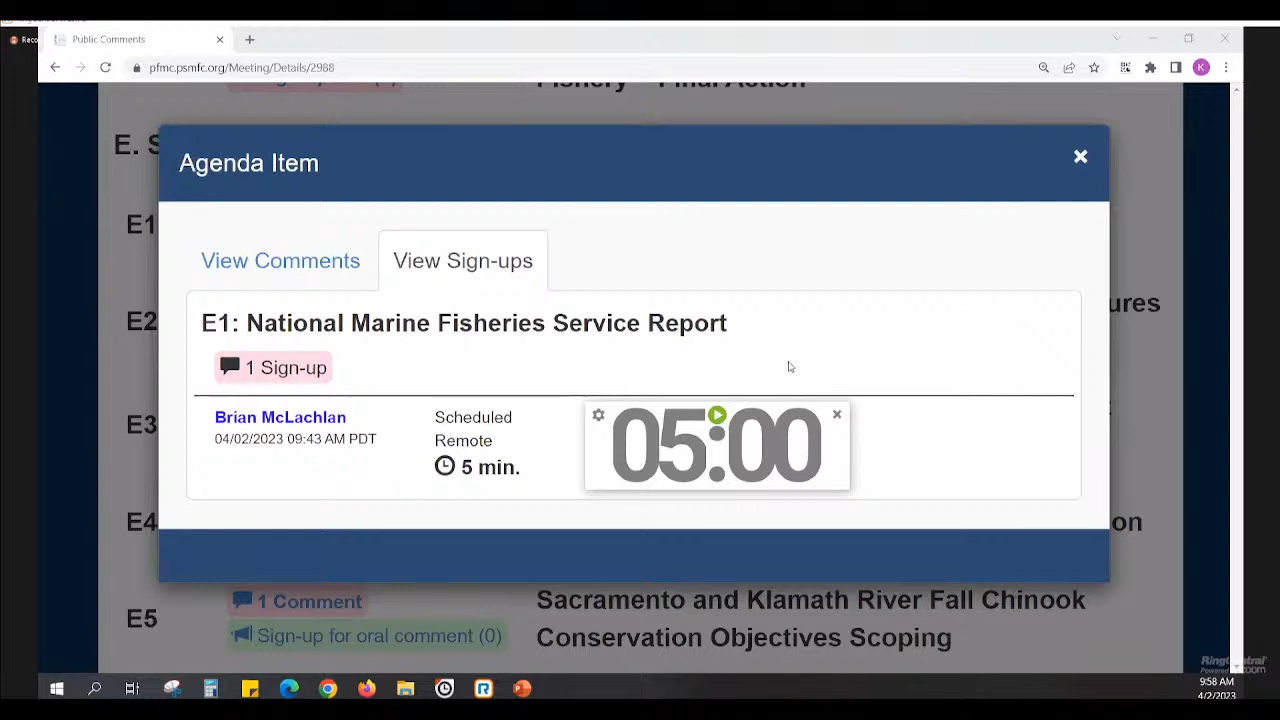 Reco
Public Comments
pfmc.psmfc.org/Meeting/Details/2988
Fishery - Final Action
E. S
Agenda Item
E1
View Comments
View Sign-ups
E2
ures
E1: National Marine Fisheries Service Report
1 Sign-up
E3
Brian McLachlan
04/02/2023 09:43 AM PDT
Scheduled
Remote
5 min.
05:00
E4
on
E5
1 Comment
Sign-up for oral comment (0)
Sacramento and Klamath River Fall Chinook
Conservation Objectives Scoping
RingCentral
9:58 AM
4/2/2023